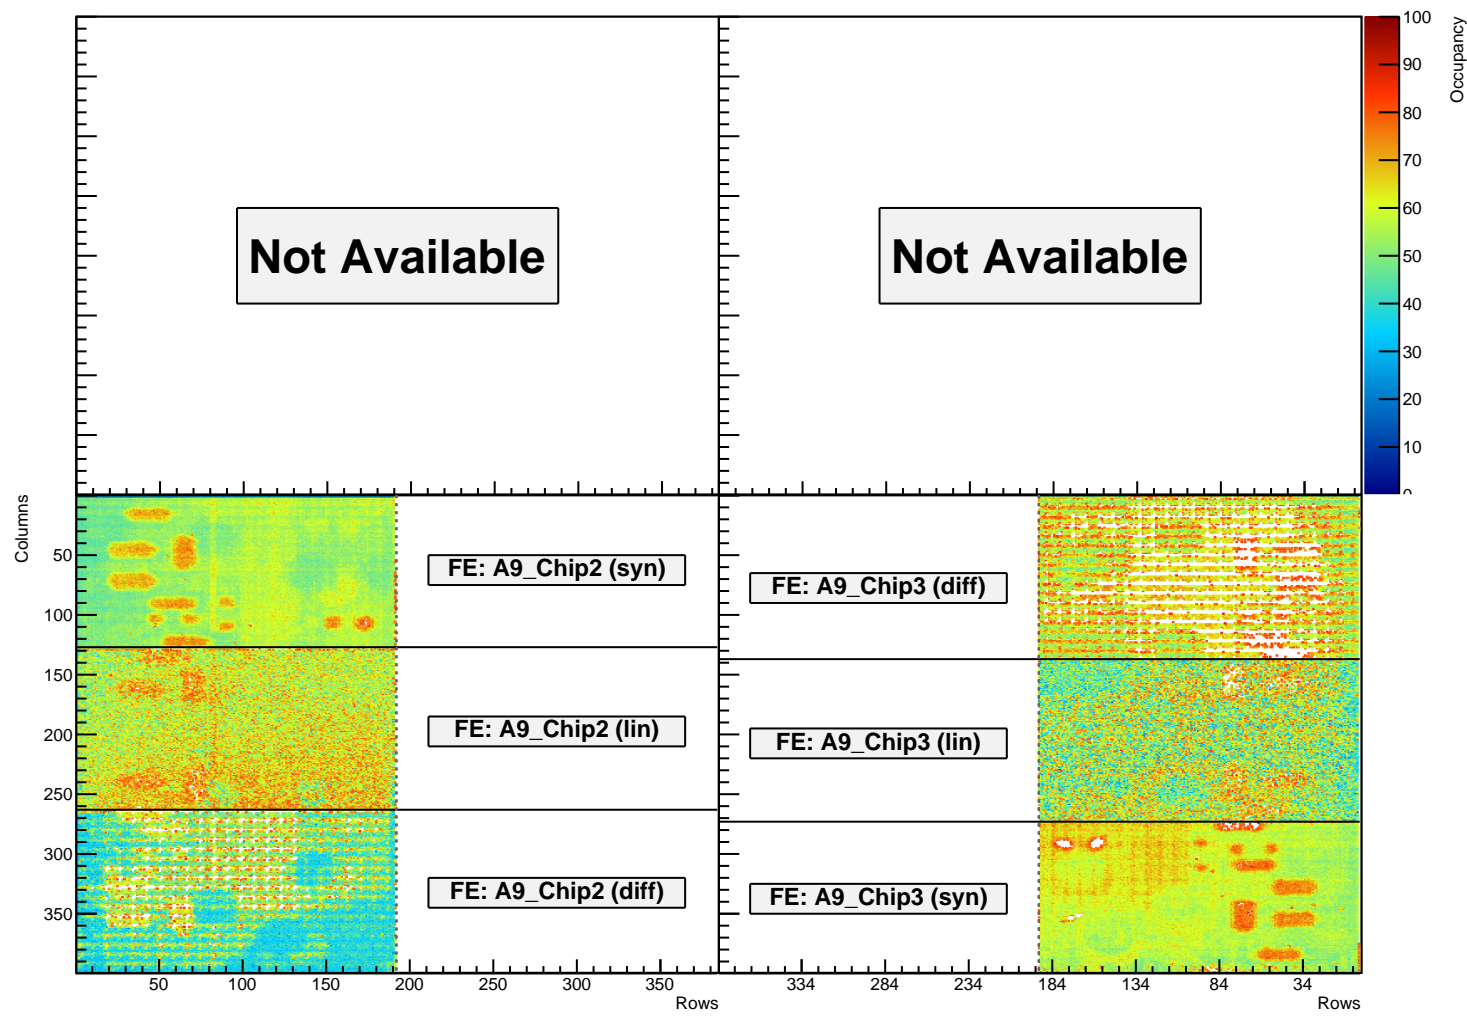 100
Occupancy
90
80
70
60
50
40
30
20
10
0
Not Available
Not Available
Columns
50
100
150
200
250
300
350
FE: A9_Chip2 (syn)
FE: A9_Chip2 (lin)
FE: A9_Chip2 (diff)
FE: A9_Chip3 (diff)
FE: A9_Chip3 (lin)
FE: A9_Chip3 (syn)
50 100 150 200 250 300 350
Rows
334 284 234 184 134 84 34
Rows